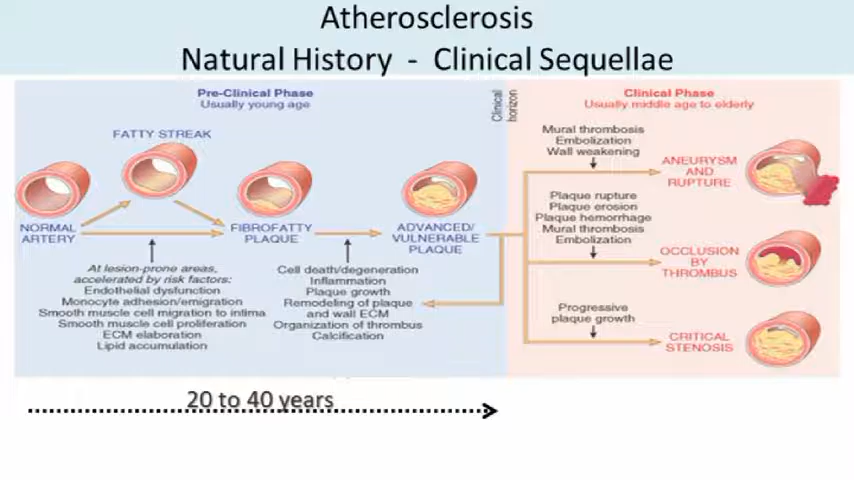 Atherosclerosis
Natural History - Clinical Sequellae
Pre-Clinical Phase
Usually young age
Clinical
horizon
Clinical Phase
Usually middle age to elderly
FATTY STREAK
NORMAL
ARTERY
FIBROFATTY
PLAQUE
ADVANCED/
VULNERABLE
PLAQUE
At lesion-prone areas,
accelerated by risk factors:
Endothelial dysfunction
Monocyte adhesion/emigration
Smooth muscle cell migration to intima
Smooth muscle cell proliferation
ECM elaboration
Lipid accumulation
Cell death/degeneration
Inflammation
Plaque growth
Remodeling of plaque
and wall ECM
Organization of thrombus
Calcification
Mural thrombosis
Embolization
Wall weakening
ANEURYSM
AND
RUPTURE
Plaque rupture
Plaque erosion
Plaque hemorrhage
Mural thrombosis
Embolization
OCCLUSION
BY
THROMBUS
Progressive
plaque growth
CRITICAL
STENOSIS
20 to 40 years